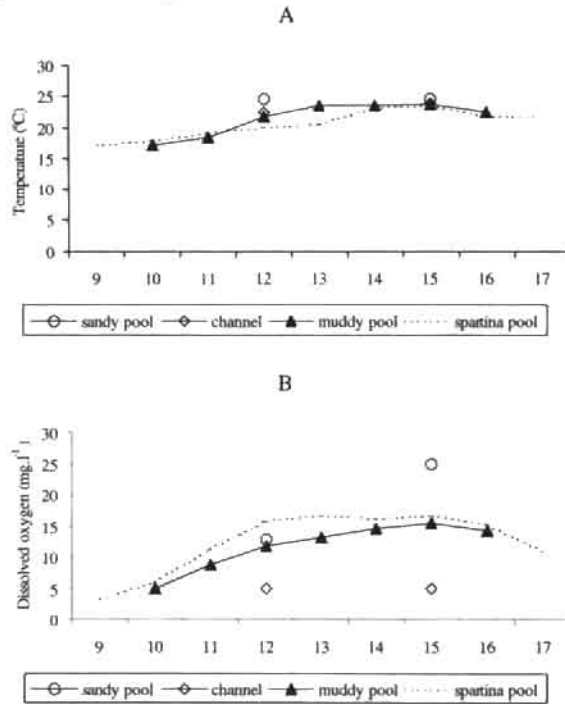 A
30
25
20
15
10
5
0
Temperature (ºC)
9 10 11 12 13 14 15 16 17
sandy pool channel muddy pool spartina pool
B
30
25
20
15
10
5
0
Dissolved oxygen (mg.l⁻¹)
9 10 11 12 13 14 15 16 17
sandy pool channel muddy pool spartina pool